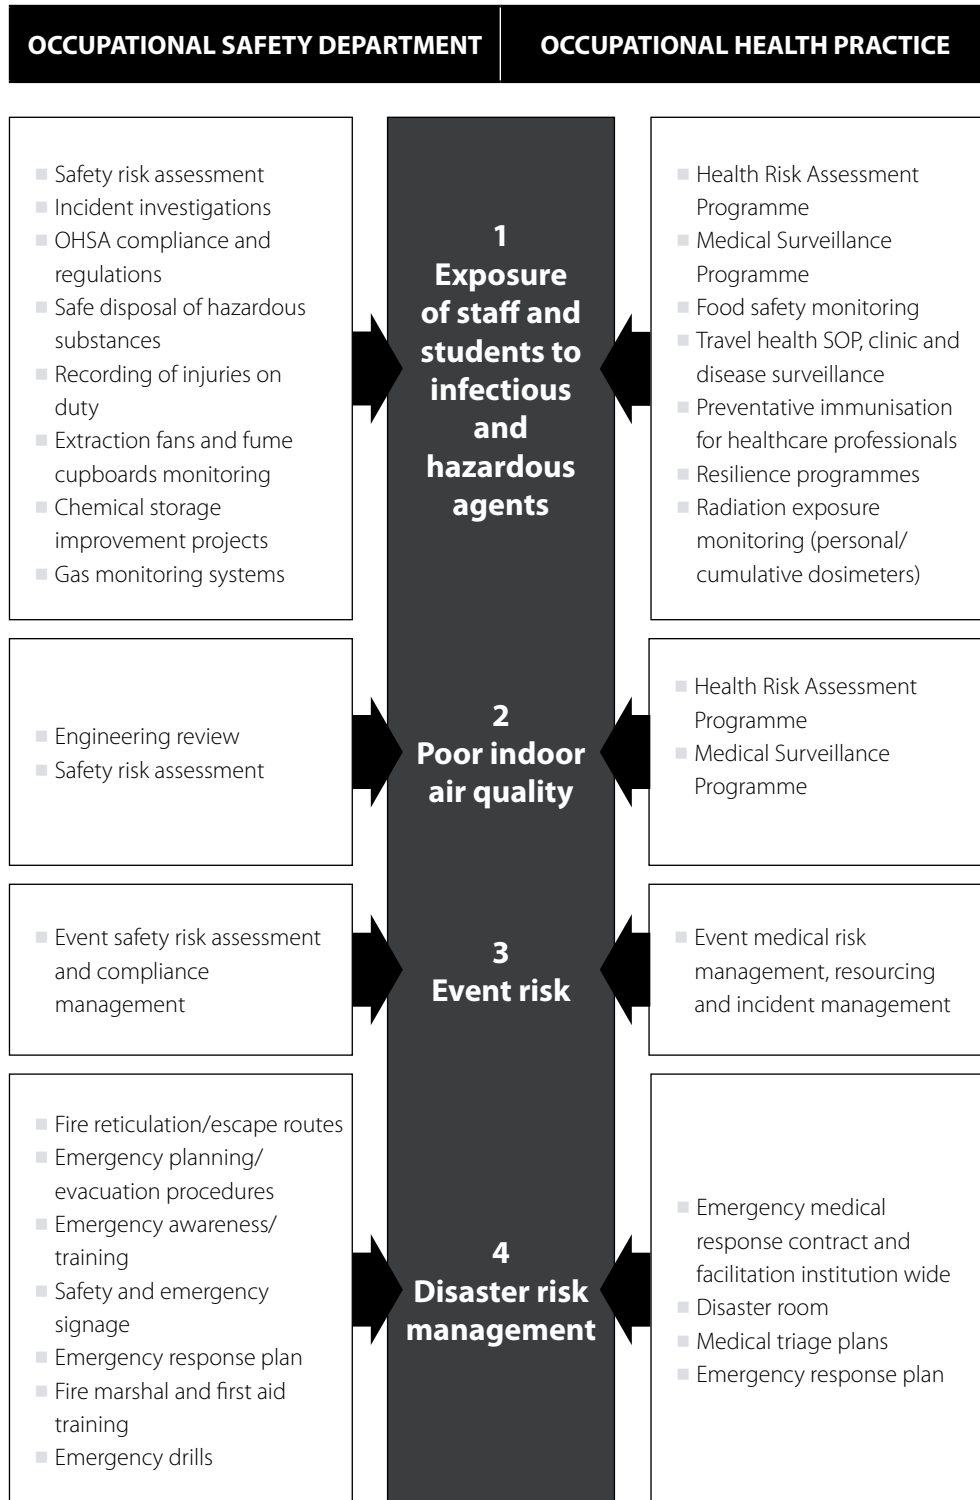 OCCUPATIONAL SAFETY DEPARTMENT
OCCUPATIONAL HEALTH PRACTICE
Safety risk assessment
Incident investigations
OHSA compliance and
regulations
Safe disposal of hazardous
substances
Recording of injuries on
duty
Extraction fans and fume
cupboards monitoring
Chemical storage
improvement projects
Gas monitoring systems
1
Exposure
of staff and
students to
infectious
and
hazardous
agents
Health Risk Assessment
Programme
Medical Surveillance
Programme
Food safety monitoring
Travel health SOP, clinic and
disease surveillance
Preventative immunisation
for healthcare professionals
Resilience programmes
Radiation exposure
monitoring (personal/
cumulative dosimeters)
Engineering review
Safety risk assessment
2
Poor indoor
air quality
Health Risk Assessment
Programme
Medical Surveillance
Programme
Event safety risk assessment
and compliance
management
3
Event risk
Event medical risk
management, resourcing
and incident management
Fire reticulation/escape routes
Emergency planning/
evacuation procedures
Emergency awareness/
training
Safety and emergency
signage
Emergency response plan
Fire marshal and first aid
training
Emergency drills
4
Disaster risk
management
Emergency medical
response contract and
facilitation institution wide
Disaster room
Medical triage plans
Emergency response plan